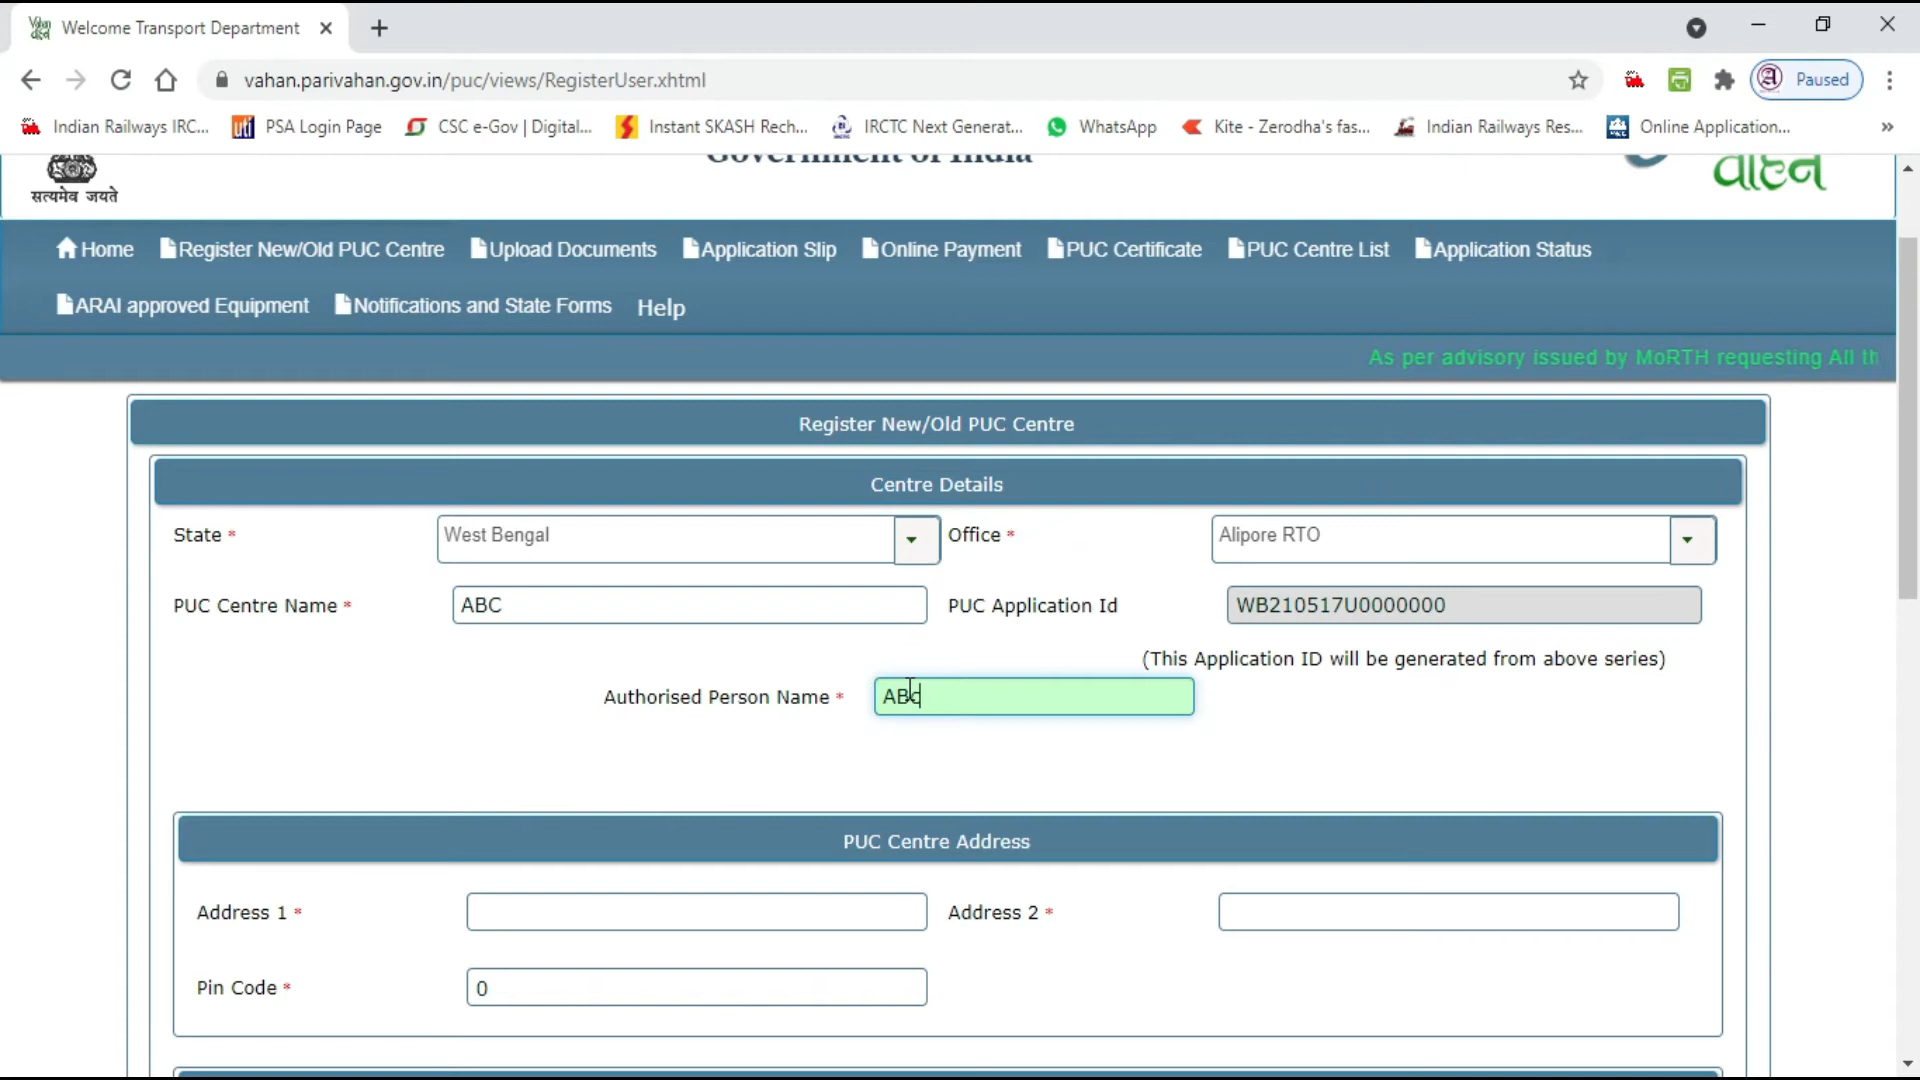 Welcome Transport Department
vahan.parivahan.gov.in/puc/views/RegisterUser.xhtml
Paused
Indian Railways IRC... PSA Login Page CSC e-Gov | Digital... Instant SKASH Rech... IRCTC Next Generat... WhatsApp Kite - Zerodha's fas... Indian Railways Res... Online Application... »
Government of India
सत्यमेव जयते
वाहन
Home Register New/Old PUC Centre Upload Documents Application Slip Online Payment PUC Certificate PUC Centre List Application Status
ARAI approved Equipment Notifications and State Forms Help
As per advisory issued by MoRTH requesting All th
Register New/Old PUC Centre
Centre Details
State * West Bengal Office * Alipore RTO
PUC Centre Name * ABC PUC Application Id WB210517U0000000
(This Application ID will be generated from above series)
Authorised Person Name * ABc
PUC Centre Address
Address 1 * Address 2 *
Pin Code * 0